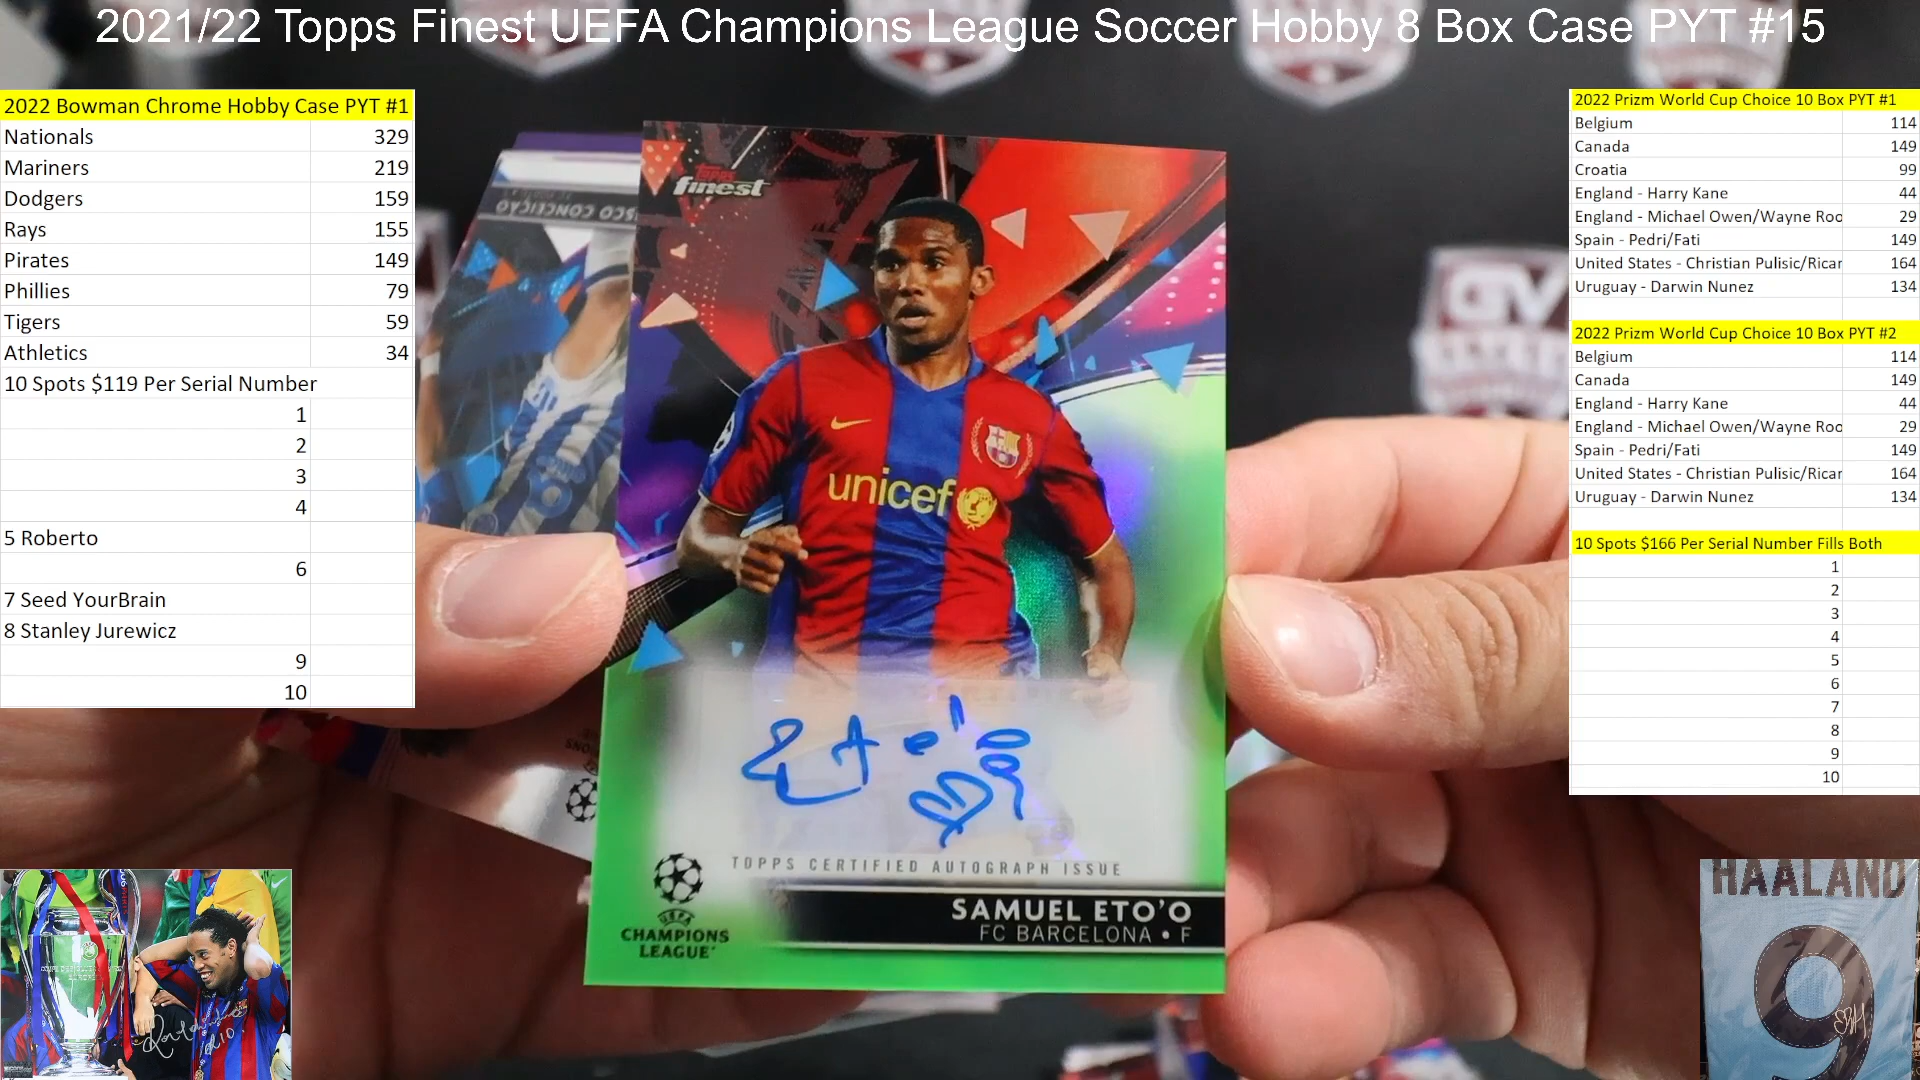 2021/22 Topps Finest UEFA Champions League Soccer Hobby 8 Box Case PYT #15
2022 Bowman Chrome Hobby Case PYT #1
Nationals 329
Mariners 219
Dodgers 159
Rays 155
Pirates 149
Phillies 79
Tigers 59
Athletics 34
10 Spots $119 Per Serial Number
1
2
3
4
5 Roberto
6
7 Seed YourBrain
8 Stanley Jurewicz
9
10
Topps
finest
unicef
TOPPS CERTIFIED AUTOGRAPH ISSUE
UEFA
CHAMPIONS
LEAGUE
SAMUEL ETO'O
FC BARCELONA • F
2022 Prizm World Cup Choice 10 Box PYT #1
Belgium 114
Canada 149
Croatia 99
England - Harry Kane 44
England - Michael Owen/Wayne Roo 29
Spain - Pedri/Fati 149
United States - Christian Pulisic/Ricar 164
Uruguay - Darwin Nunez 134
2022 Prizm World Cup Choice 10 Box PYT #2
Belgium 114
Canada 149
England - Harry Kane 44
England - Michael Owen/Wayne Roo 29
Spain - Pedri/Fati 149
United States - Christian Pulisic/Ricar 164
Uruguay - Darwin Nunez 134
10 Spots $166 Per Serial Number Fills Both
1
2
3
4
5
6
7
8
9
10
GV
HAALAND
9